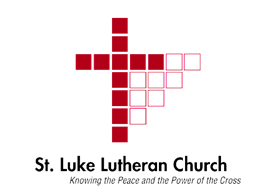 St. Luke Lutheran Church
Knowing the Peace and the Power of the Cross